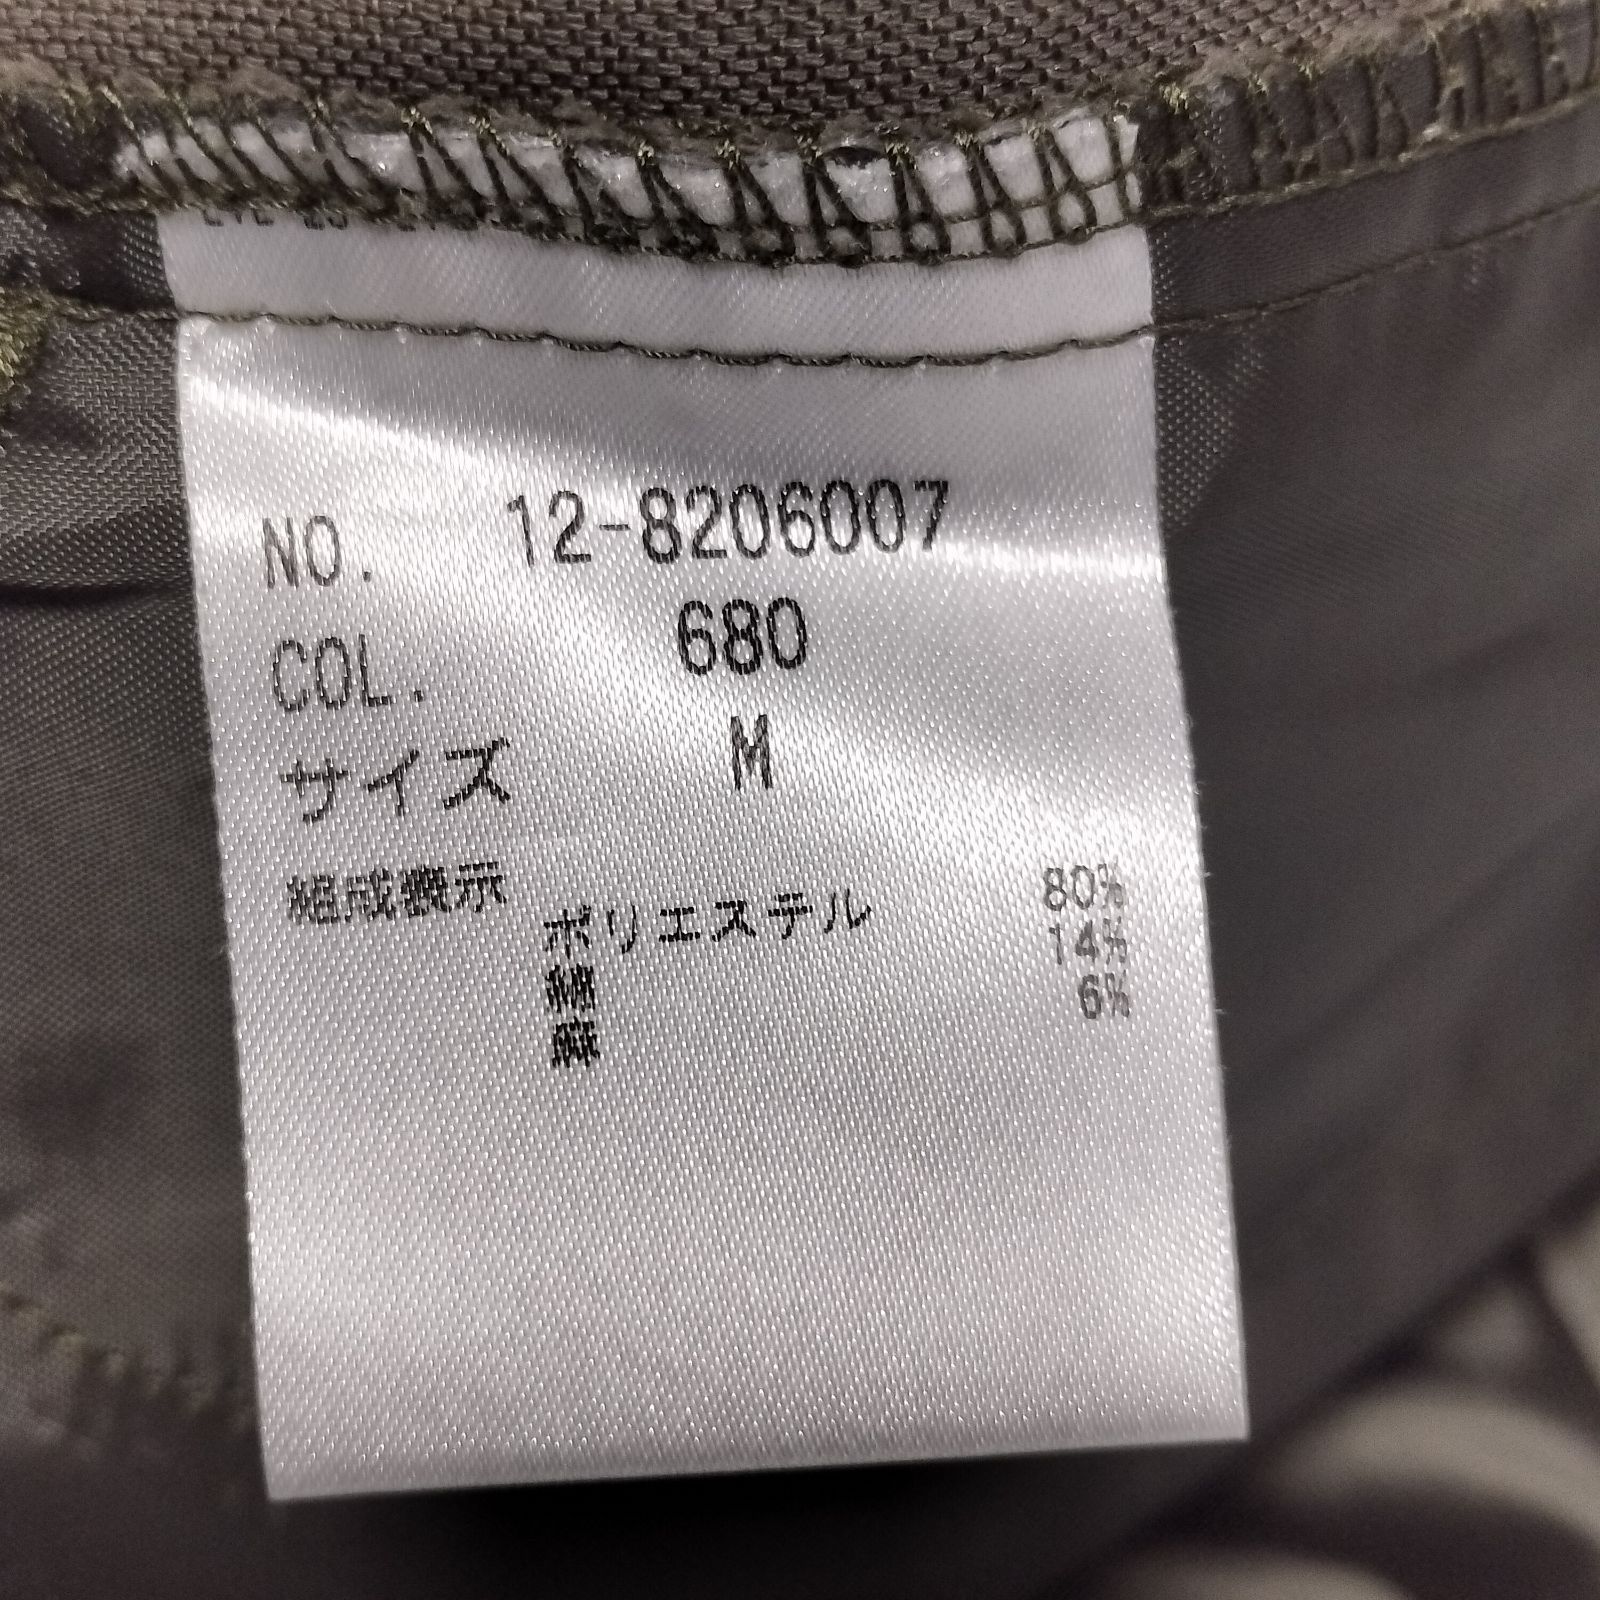 NO. 12-8206007
COL. 680
サイズ M
組成表示
ポリエステル 80%
綿 14%
麻 6%